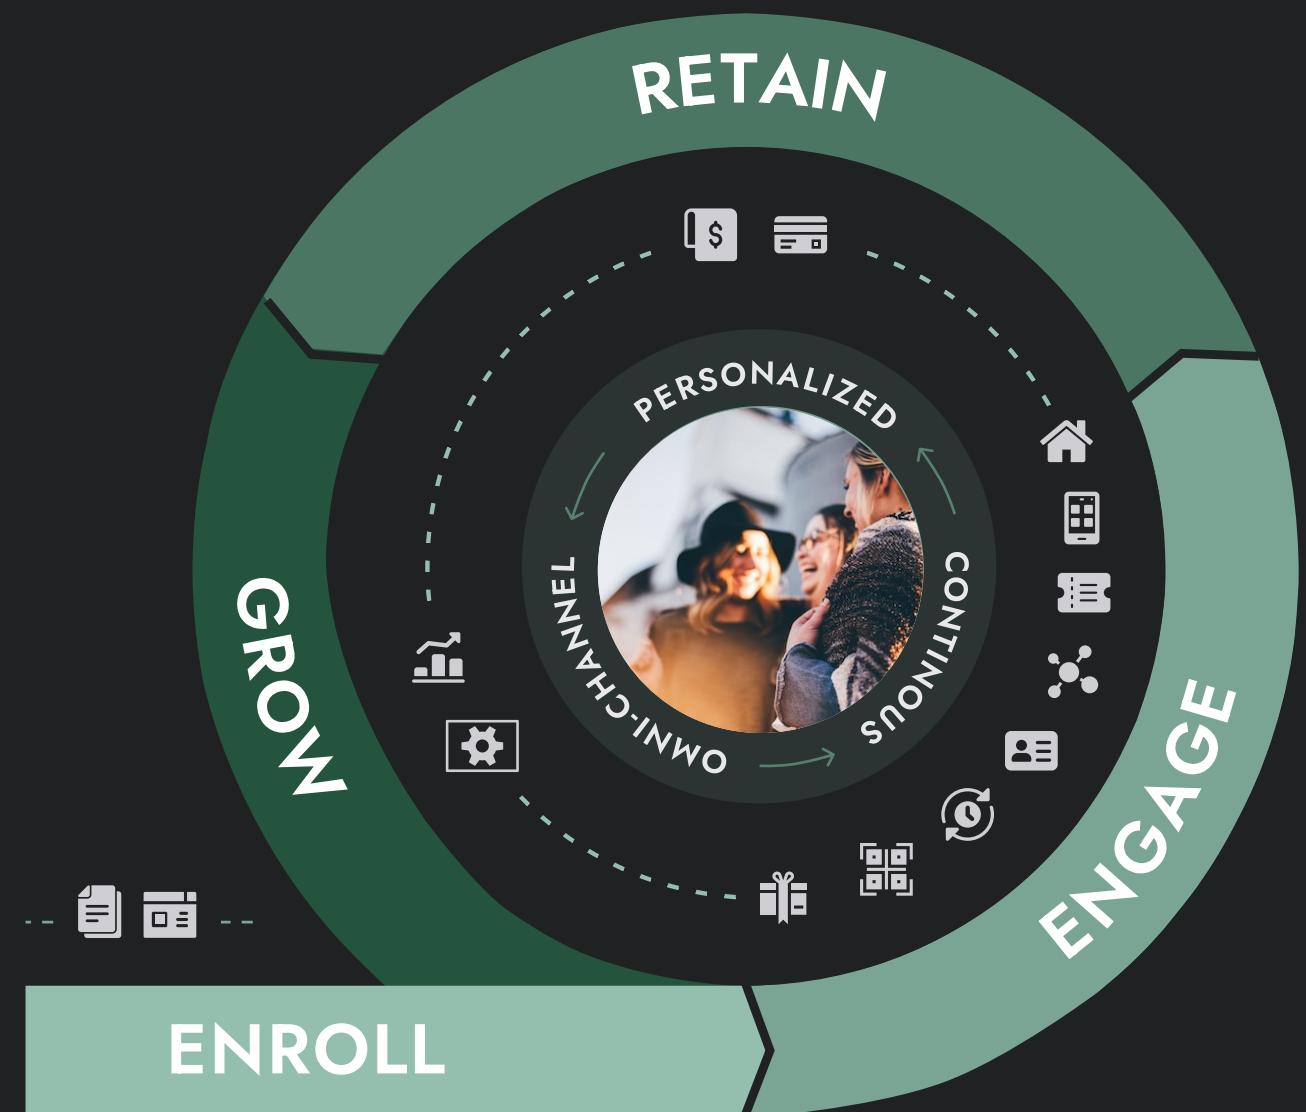 RETAIN
PERSONALIZED
CONTINOUS
OMNI-CHANNEL
GROW
ENGAGE
ENROLL
$